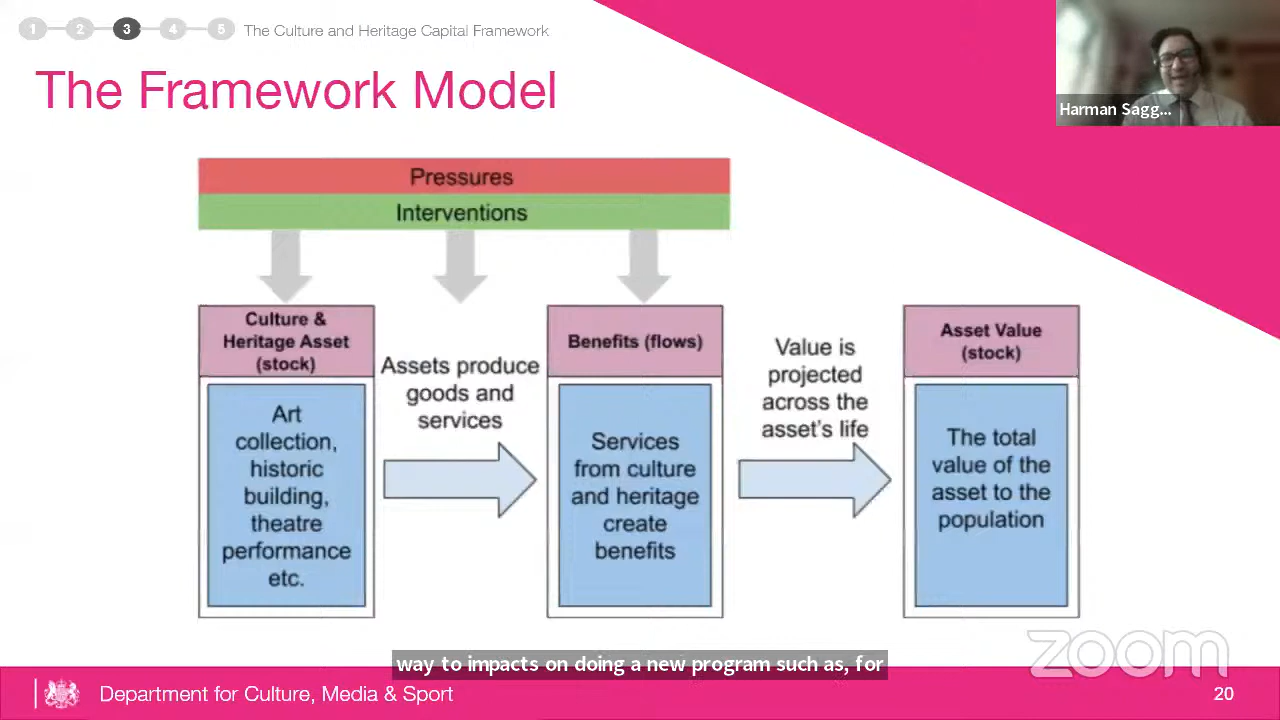 1 2 3 4 5 The Culture and Heritage Capital Framework
The Framework Model
Harman Sagg...
Pressures
Interventions
Culture &
Heritage Asset
(stock)
Art
collection,
historic
building,
theatre
performance
etc.
Assets produce
goods and
services
Benefits (flows)
Services
from culture
and heritage
create
benefits
Value is
projected
across the
asset's life
Asset Value
(stock)
The total
value of the
asset to the
population
way to impacts on doing a new program such as, for
zoom
Department for Culture, Media & Sport
20